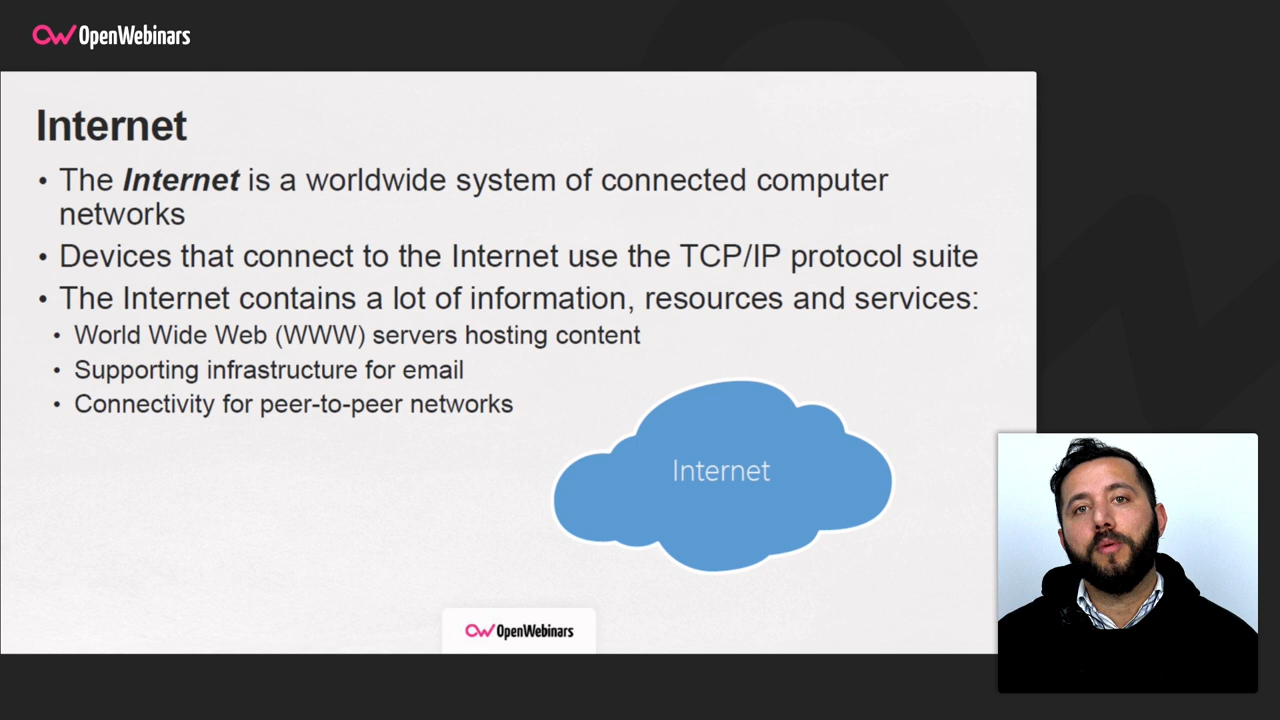 OpenWebinars
Internet
• The Internet is a worldwide system of connected computer
networks
• Devices that connect to the Internet use the TCP/IP protocol suite
• The Internet contains a lot of information, resources and services:
• World Wide Web (WWW) servers hosting content
• Supporting infrastructure for email
• Connectivity for peer-to-peer networks
Internet
OpenWebinars